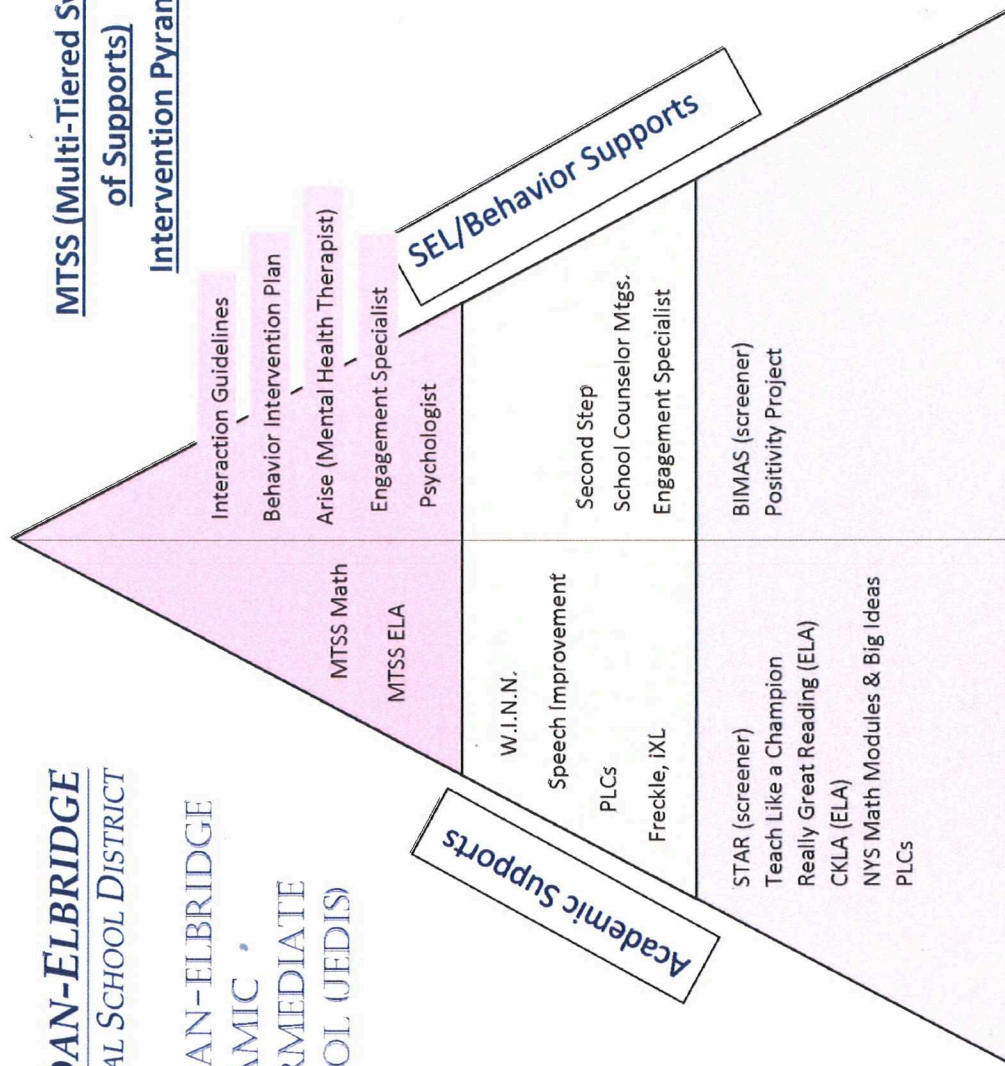 DAN-ELBRIDGE
AL SCHOOL DISTRICT
AN-ELBRIDGE
AMIC
RMEDIATE
OL (JEDIS)
MTSS (Multi-Tiered Sy
of Supports)
Intervention Pyran
Academic Supports
SEL/Behavior Supports
MTSS Math
MTSS ELA
Interaction Guidelines
Behavior Intervention Plan
Arise (Mental Health Therapist)
Engagement Specialist
Psychologist
W.I.N.N.
Speech Improvement
PLCs
Freckle, iXL
Second Step
School Counselor Mtgs.
Engagement Specialist
STAR (screener)
Teach Like a Champion
Really Great Reading (ELA)
CKLA (ELA)
NYS Math Modules & Big Ideas
PLCs
BIMAS (screener)
Positivity Project